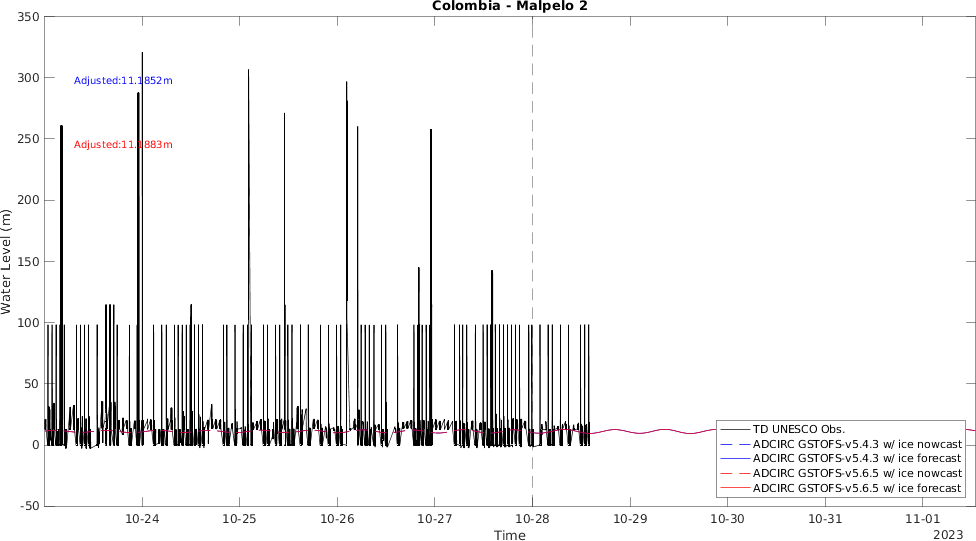 Colombia - Malpelo 2
350
300
250
200
150
100
50
0
-50
Water Level (m)
Adjusted:11.1852m
Adjusted:11.1883m
TD UNESCO Obs.
ADCIRC GSTOFS-v5.4.3 w/ ice nowcast
ADCIRC GSTOFS-v5.4.3 w/ ice forecast
ADCIRC GSTOFS-v5.6.5 w/ ice nowcast
ADCIRC GSTOFS-v5.6.5 w/ ice forecast
10-24 10-25 10-26 10-27 10-28 10-29 10-30 10-31 11-01
Time
2023